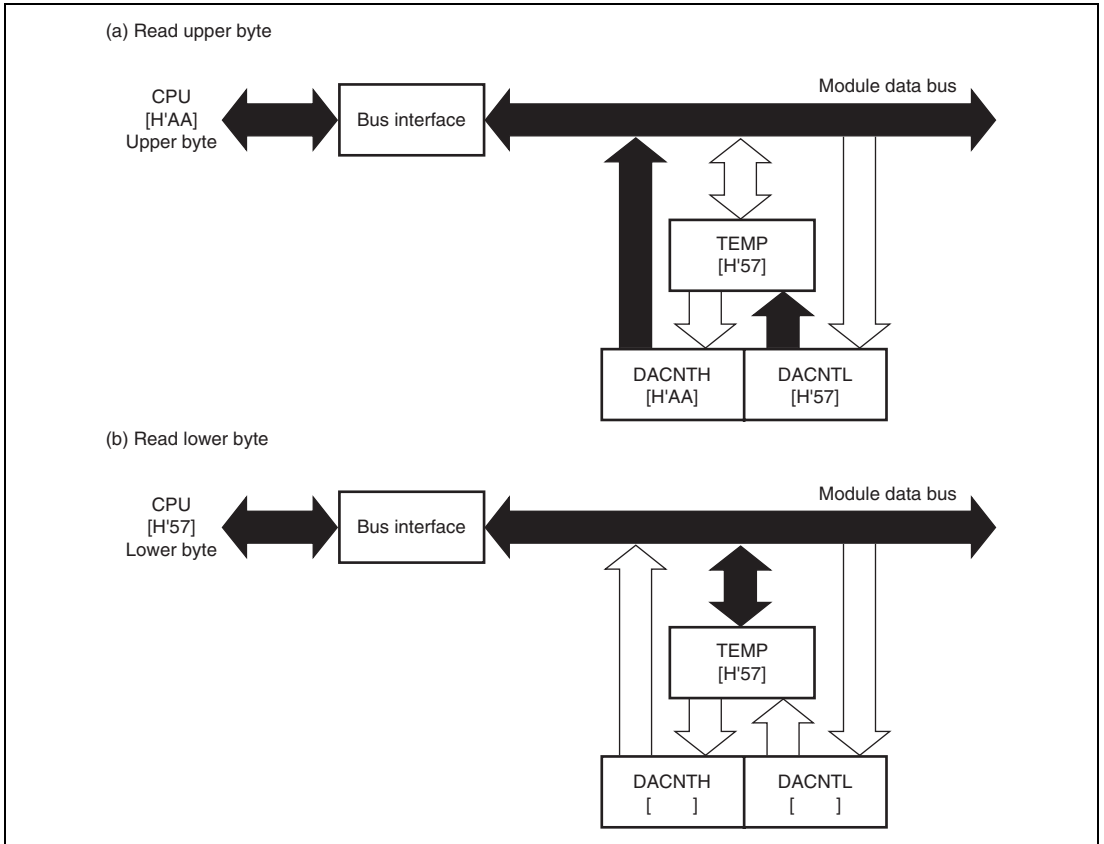 (a) Read upper byte
CPU
[H'AA]
Upper byte
Bus interface
Module data bus
TEMP
[H'57]
DACNTH
[H'AA]
DACNTL
[H'57]
(b) Read lower byte
CPU
[H'57]
Lower byte
Bus interface
Module data bus
TEMP
[H'57]
DACNTH
[ ]
DACNTL
[ ]